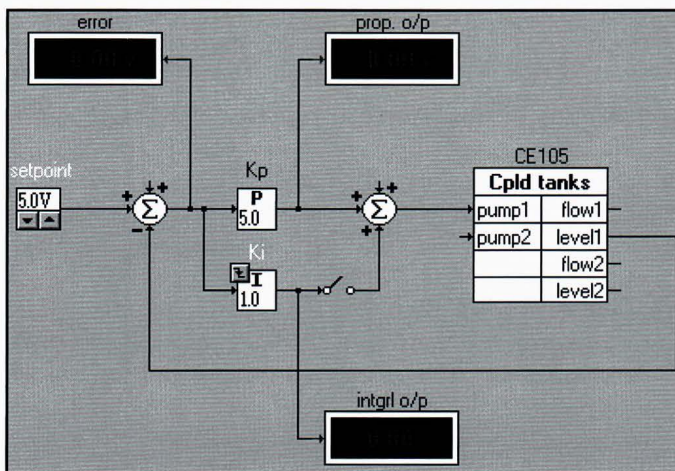 error
prop. o/p
setpoint
5.0V
Kp
P
5.0
Ki
I
1.0
Σ
Σ
CE105
Cpld tanks
pump1 flow1
pump2 level1
flow2
level2
intgrl o/p